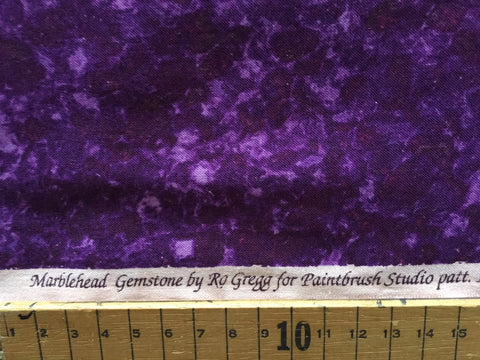 Marblehead Gemstone by Ro Gregg for Paintbrush Studio patt.
1 2 3 4 5 6 7 8 9 10 11 12 13 14 15